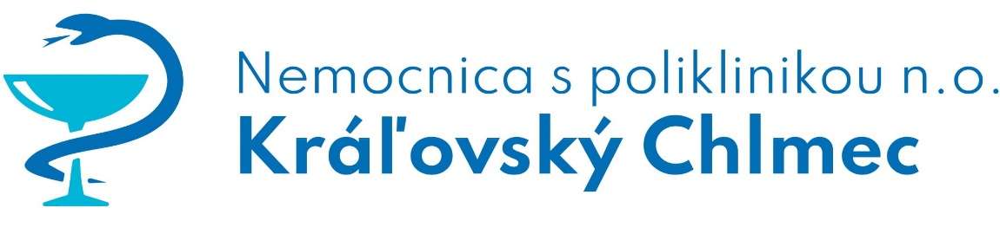 Nemocnica s poliklinikou n.o.
Kráľovský Chlmec